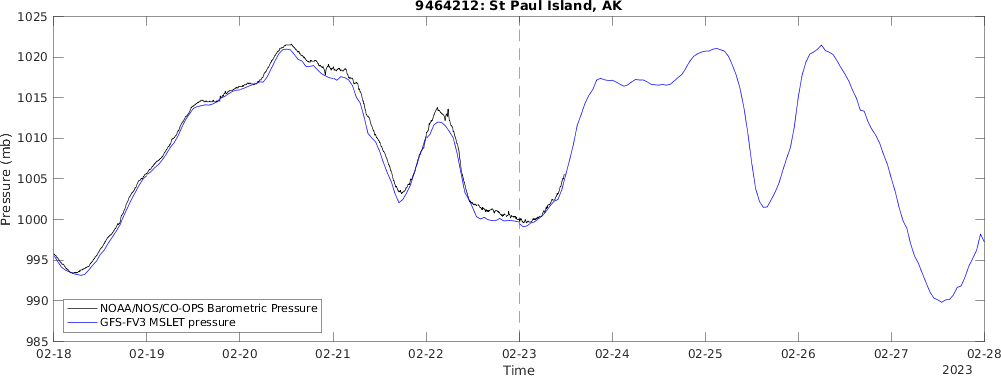 9464212: St Paul Island, AK
Pressure (mb)
1025
1020
1015
1010
1005
1000
995
990
985
NOAA/NOS/CO-OPS Barometric Pressure
GFS-FV3 MSLET pressure
02-18 02-19 02-20 02-21 02-22 02-23 02-24 02-25 02-26 02-27 02-28
Time
2023